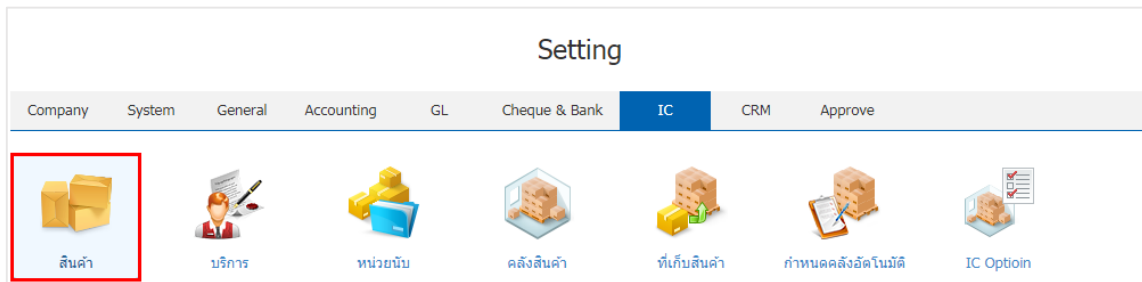 Setting
Company System General Accounting GL Cheque & Bank IC CRM Approve
สินค้า บริการ หน่วยนับ คลังสินค้า ที่เก็บสินค้า กำหนดคลังอัตโนมัติ IC Optioin